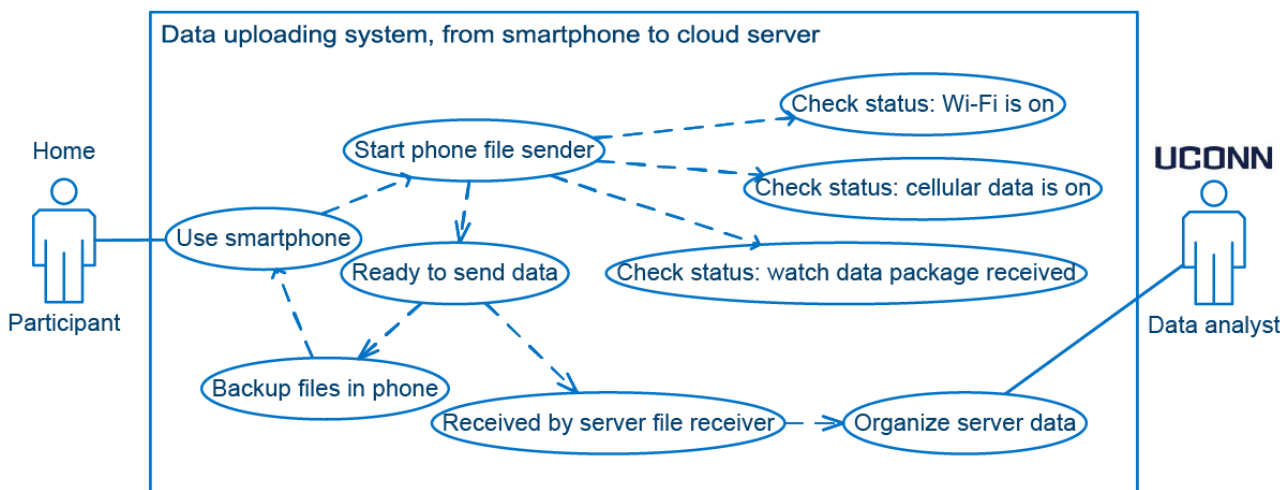 Data uploading system, from smartphone to cloud server
Check status: Wi-Fi is on
Home
Start phone file sender
UCONN
Check status: cellular data is on
Use smartphone
Ready to send data
Check status: watch data package received
Participant
Data analyst
Backup files in phone
Received by server file receiver
Organize server data